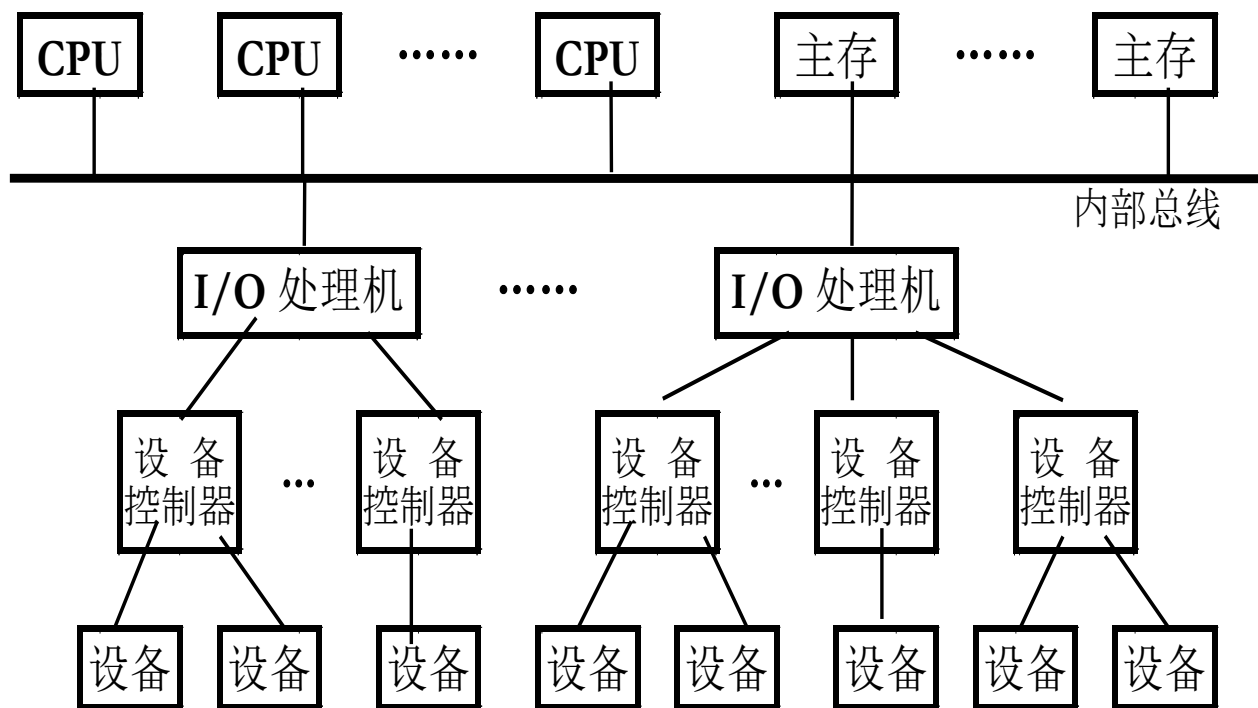 CPU CPU …… CPU 主存 …… 主存
内部总线
I/O 处理机 …… I/O 处理机
设 备 设 备 设 备 设 备 设 备
控制器 … 控制器 控制器 … 控制器 控制器
设备 设备 设备 设备 设备 设备 设备 设备